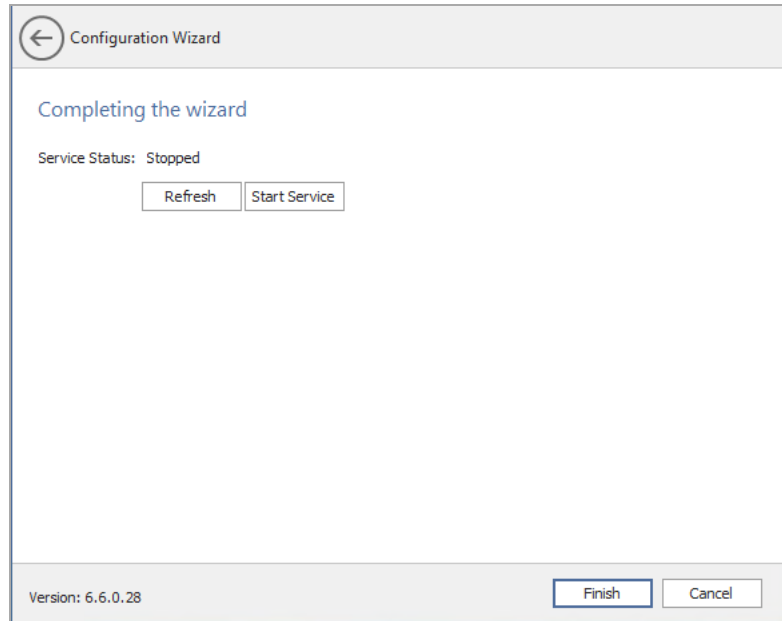 Configuration Wizard
Completing the wizard
Service Status: Stopped
Refresh Start Service
Version: 6.6.0.28 Finish Cancel